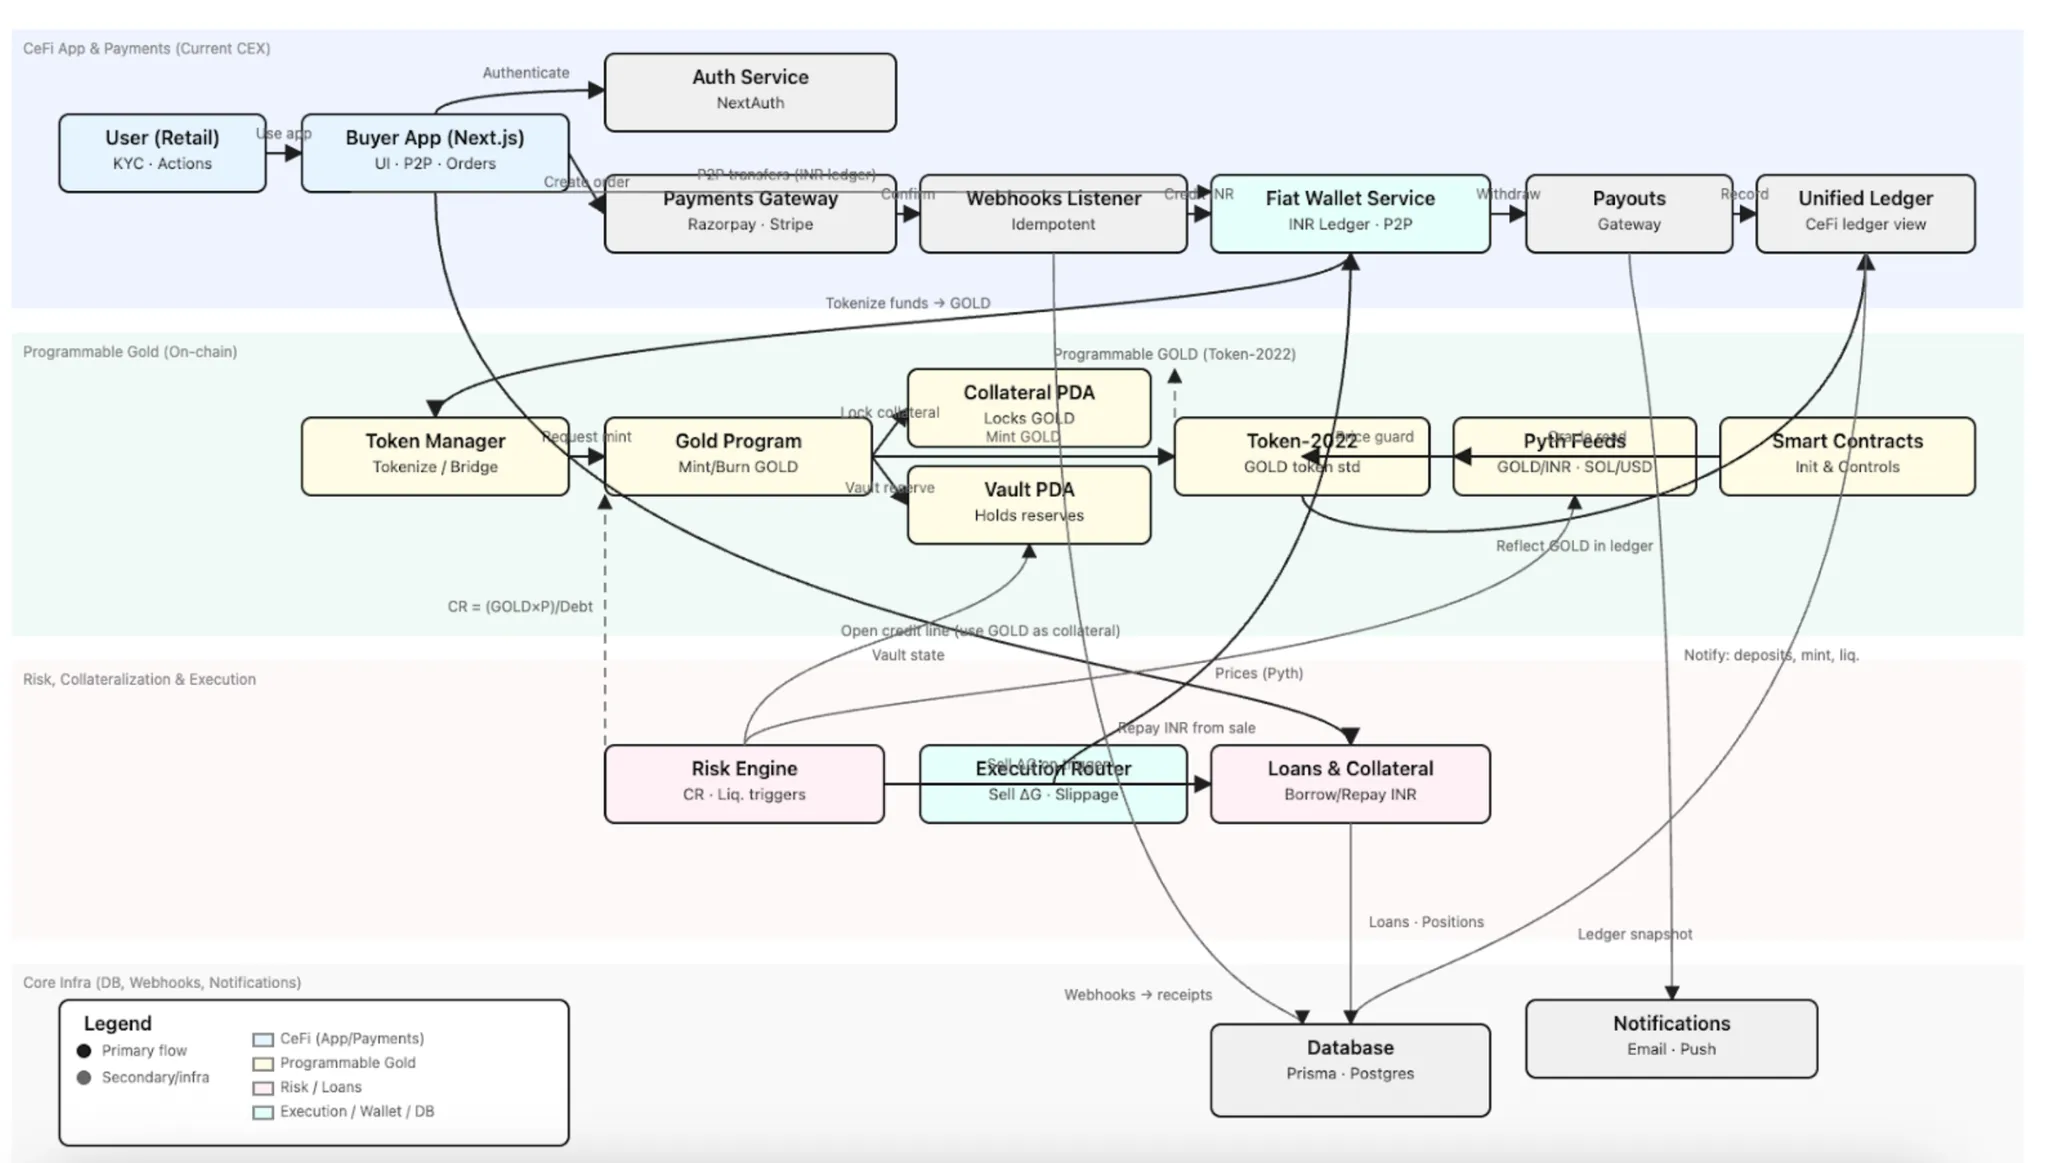 CeFi App & Payments (Current CEX)
Authenticate
Auth Service
NextAuth
User (Retail)
KYC · Actions
Use app
Buyer App (Next.js)
UI · P2P · Orders
Create order
P2P transfers (INR ledger)
Payments Gateway
Razorpay · Stripe
Confirm
Webhooks Listener
Idempotent
Credit INR
Fiat Wallet Service
INR Ledger · P2P
Withdraw
Payouts
Gateway
Record
Unified Ledger
CeFi ledger view
Tokenize funds → GOLD
Programmable Gold (On-chain)
Programmable GOLD (Token-2022)
Token Manager
Tokenize / Bridge
Request mint
Gold Program
Mint/Burn GOLD
Lock collateral
Collateral PDA
Locks GOLD
Mint GOLD
Vault reserve
Vault PDA
Holds reserves
Token-2022
GOLD token std
Price guard
Pyth Feeds
GOLD/INR · SOL/USD
Oracle read
Smart Contracts
Init & Controls
Reflect GOLD in ledger
CR = (GOLD×P)/Debt
Open credit line (use GOLD as collateral)
Vault state
Notify: deposits, mint, liq.
Prices (Pyth)
Risk, Collateralization & Execution
Repay INR from sale
Risk Engine
CR · Liq. triggers
Sell ΔG on trigger
Execution Router
Sell ΔG · Slippage
Loans & Collateral
Borrow/Repay INR
Loans · Positions
Ledger snapshot
Core Infra (DB, Webhooks, Notifications)
Webhooks → receipts
Legend
Primary flow
Secondary/infra
CeFi (App/Payments)
Programmable Gold
Risk / Loans
Execution / Wallet / DB
Database
Prisma · Postgres
Notifications
Email · Push